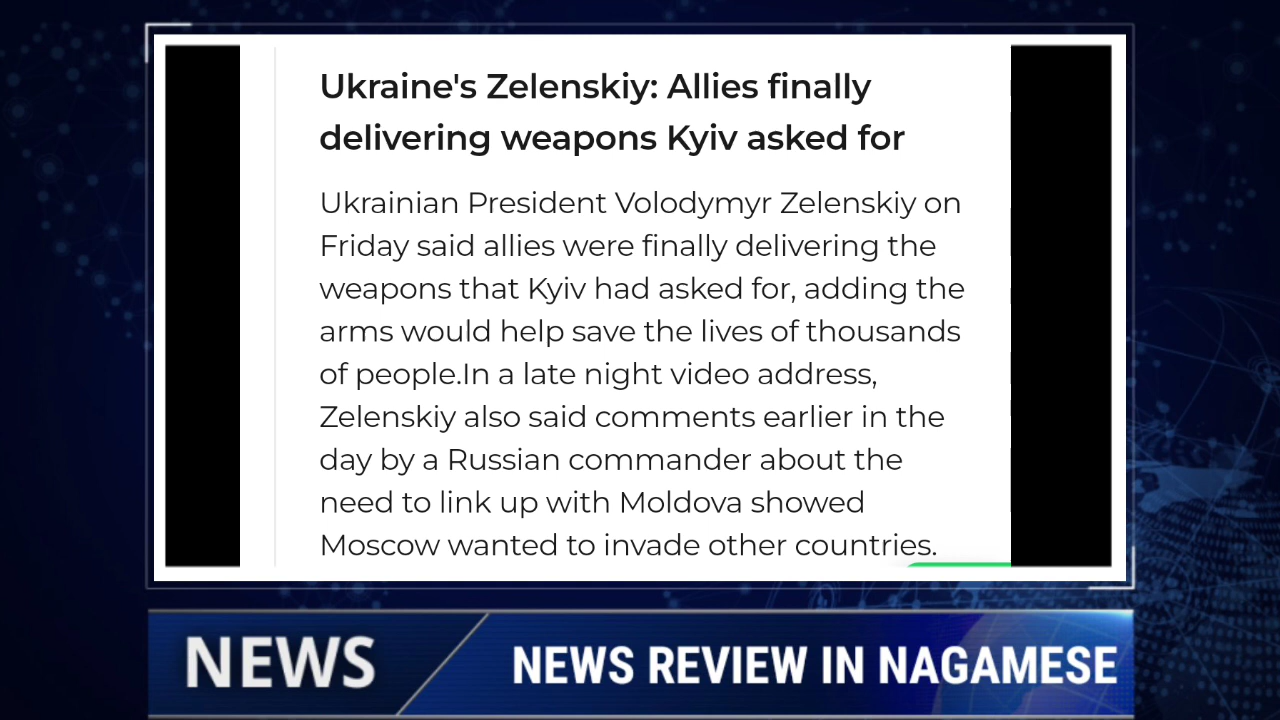 Ukraine's Zelenskiy: Allies finally
delivering weapons Kyiv asked for
Ukrainian President Volodymyr Zelenskiy on
Friday said allies were finally delivering the
weapons that Kyiv had asked for, adding the
arms would help save the lives of thousands
of people.In a late night video address,
Zelenskiy also said comments earlier in the
day by a Russian commander about the
need to link up with Moldova showed
Moscow wanted to invade other countries.
NEWS
NEWS REVIEW IN NAGAMESE